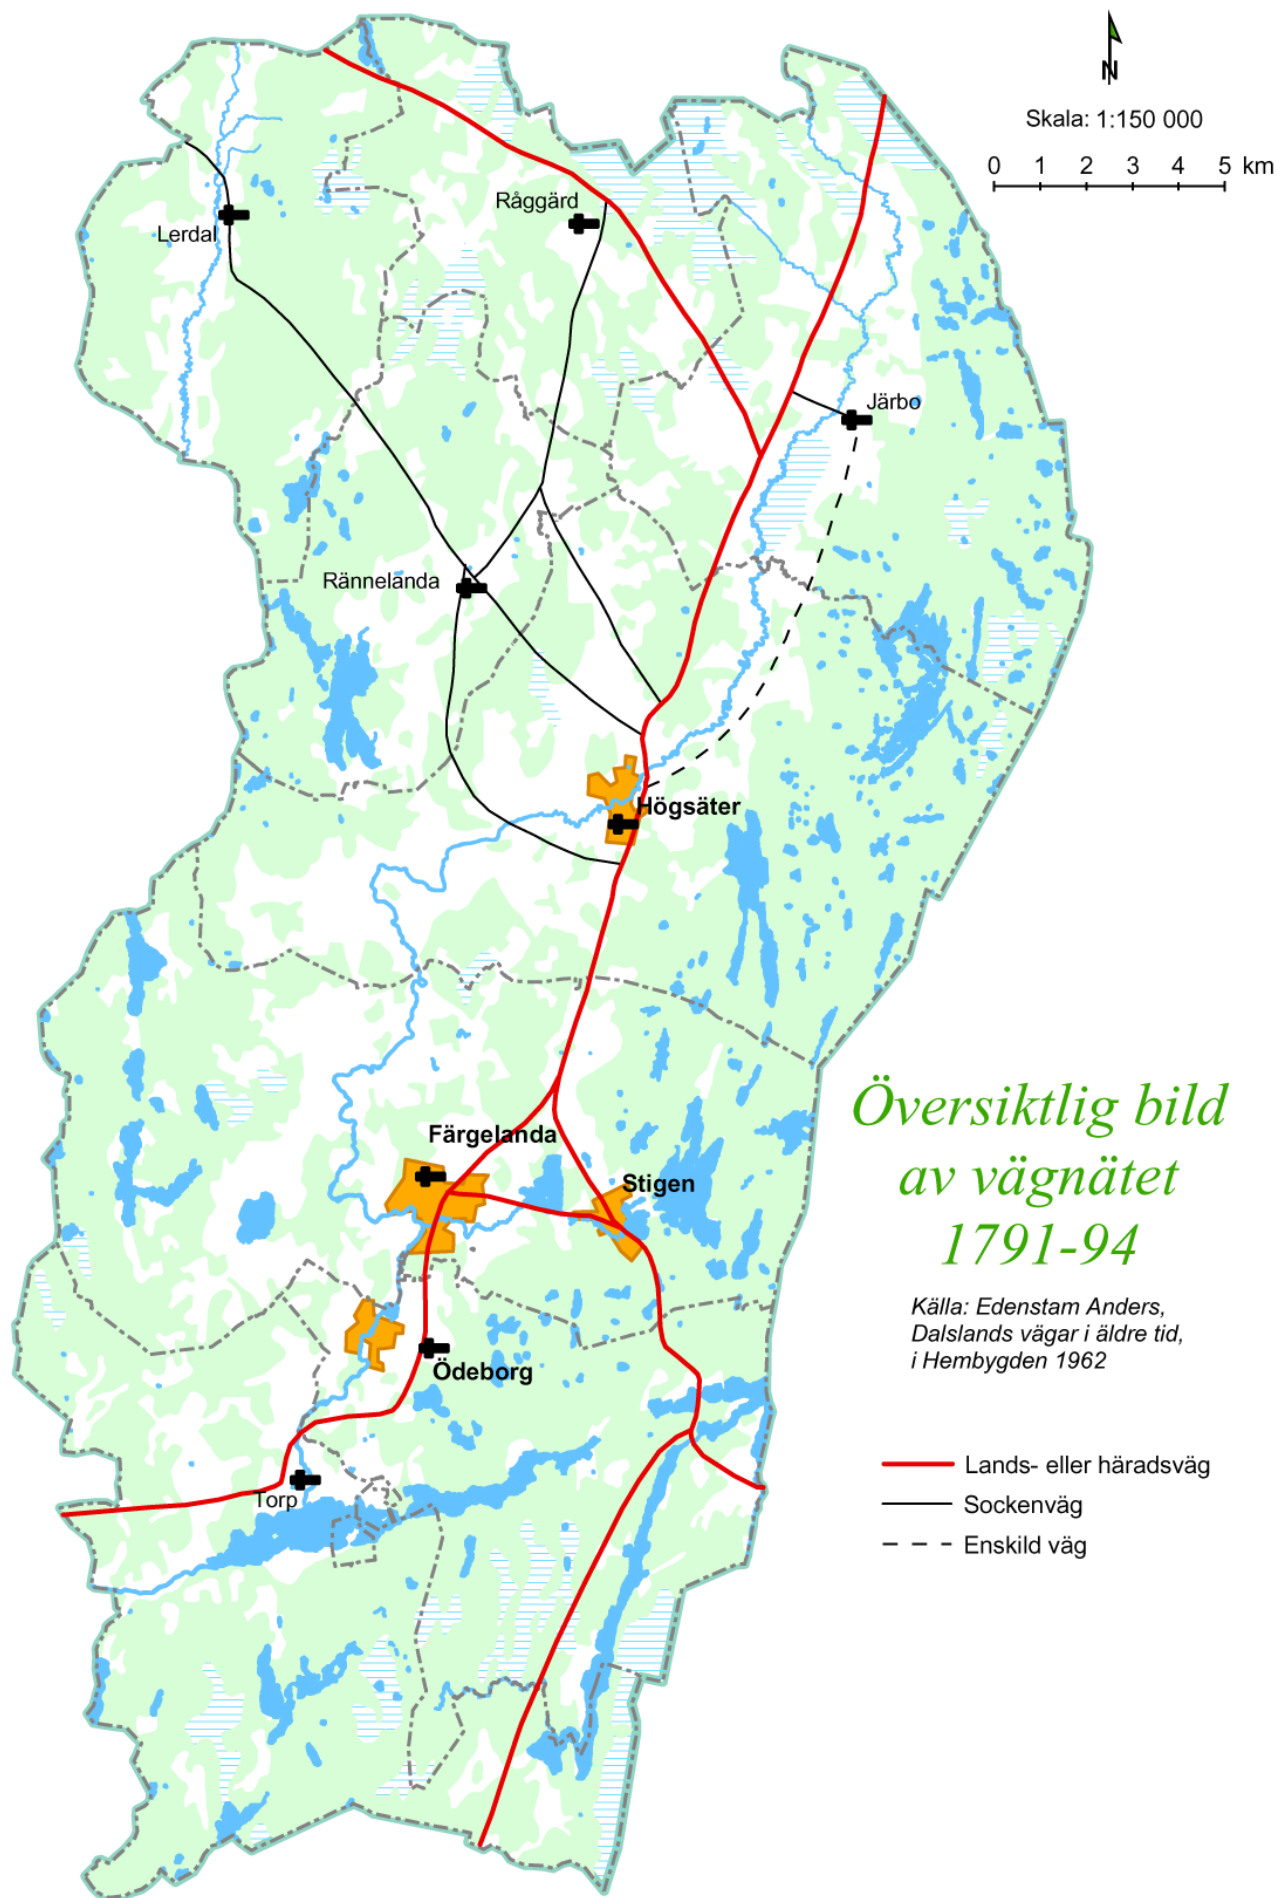 N
Skala: 1:150 000
0 1 2 3 4 5 km
Råggärd
Lerdal
Järbo
Rännelanda
Högsäter
Översiktlig bild
av vägnätet
1791-94
Färgelanda
Stigen
Källa: Edenstam Anders,
Dalslands vägar i äldre tid,
i Hembygden 1962
Ödeborg
Torp
Lands- eller häradsväg
Sockenväg
Enskild väg